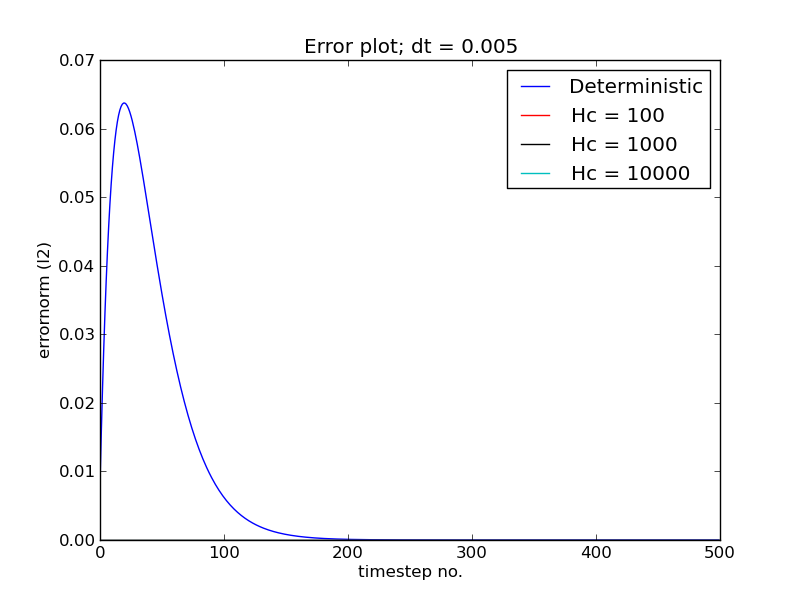 Error plot; dt = 0.005
0.07
0.06
0.05
0.04
0.03
0.02
0.01
0.00
errornorm (l2)
Deterministic
Hc = 100
Hc = 1000
Hc = 10000
0 100 200 300 400 500
timestep no.